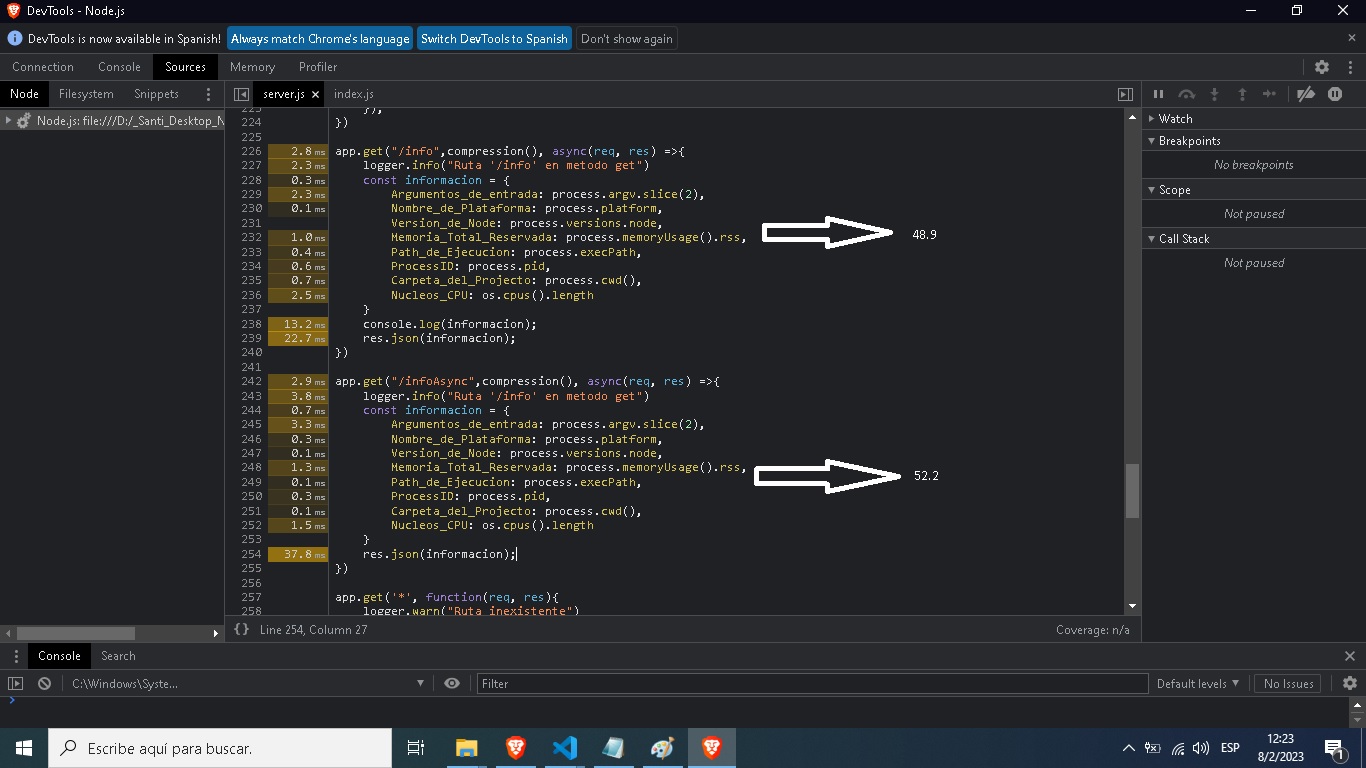 DevTools - Node.js
DevTools is now available in Spanish! Always match Chrome's language Switch DevTools to Spanish Don't show again
Connection Console Sources Memory Profiler
Node Filesystem Snippets server.js index.js
Node.js: file:///D:/_Santi_Desktop_N
223 }),
224 })
225
226 2.8 ms app.get("/info",compression(), async(req, res) =>{
227 2.3 ms logger.info("Ruta '/info' en metodo get")
228 0.3 ms const informacion = {
229 2.3 ms Argumentos_de_entrada: process.argv.slice(2),
230 0.1 ms Nombre_de_Plataforma: process.platform,
231 Version_de_Node: process.versions.node,
232 1.0 ms Memoria_Total_Reservada: process.memoryUsage().rss, 48.9
233 0.4 ms Path_de_Ejecucion: process.execPath,
234 0.6 ms ProcessID: process.pid,
235 0.7 ms Carpeta_del_Projecto: process.cwd(),
236 2.5 ms Nucleos_CPU: os.cpus().length
237 }
238 13.2 ms console.log(informacion);
239 22.7 ms res.json(informacion);
240 })
241
242 2.9 ms app.get("/infoAsync",compression(), async(req, res) =>{
243 3.8 ms logger.info("Ruta '/info' en metodo get")
244 0.7 ms const informacion = {
245 3.3 ms Argumentos_de_entrada: process.argv.slice(2),
246 0.3 ms Nombre_de_Plataforma: process.platform,
247 0.1 ms Version_de_Node: process.versions.node,
248 1.3 ms Memoria_Total_Reservada: process.memoryUsage().rss, 52.2
249 0.1 ms Path_de_Ejecucion: process.execPath,
250 0.3 ms ProcessID: process.pid,
251 0.1 ms Carpeta_del_Projecto: process.cwd(),
252 1.5 ms Nucleos_CPU: os.cpus().length
253 }
254 37.8 ms res.json(informacion);
255 })
256
257 app.get('*', function(req, res){
258 logger.warn("Ruta inexistente")
{} Line 254, Column 27 Coverage: n/a
Watch
Breakpoints
No breakpoints
Scope
Not paused
Call Stack
Not paused
Console Search
C:\Windows\Syste... Filter Default levels No Issues
Escribe aquí para buscar. ESP 12:23
8/2/2023
1